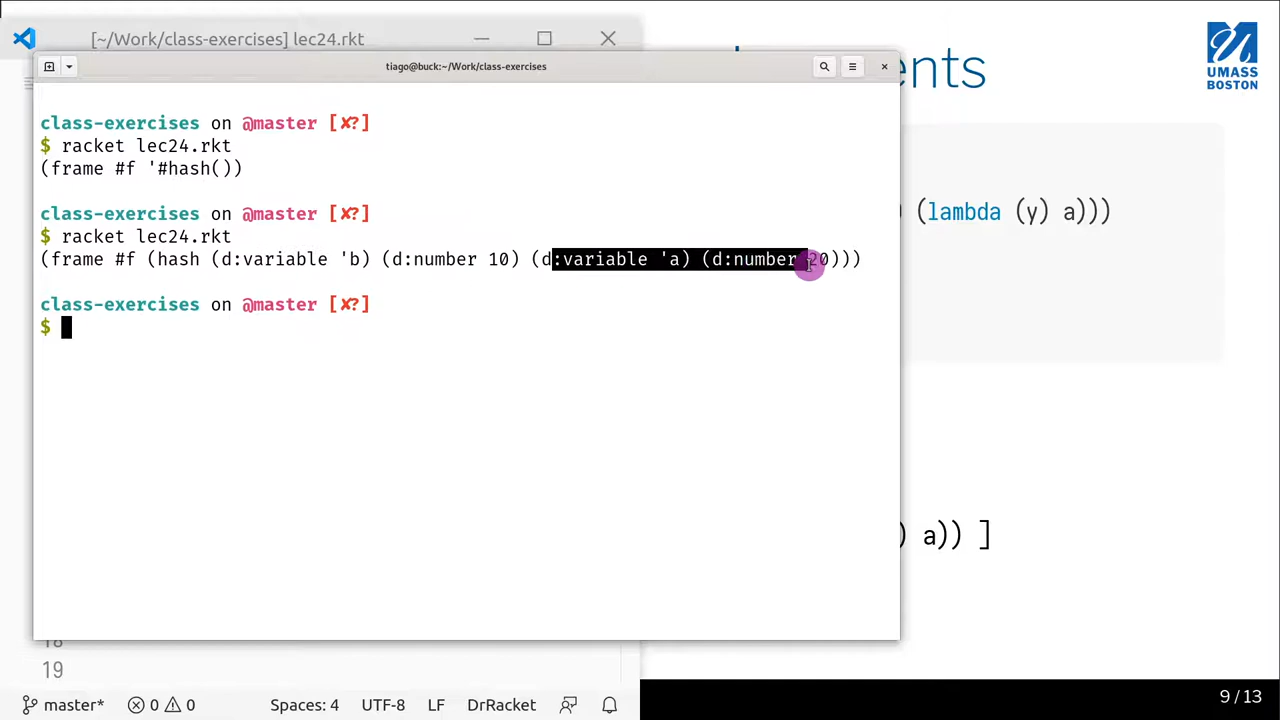 [~/Work/class-exercises] lec24.rkt
ents
UMASS
BOSTON
tiago@buck:~/Work/class-exercises
class-exercises on @master [✘?]
$ racket lec24.rkt
(frame #f '#hash())
class-exercises on @master [✘?]
$ racket lec24.rkt
(frame #f (hash (d:variable 'b) (d:number 10) (d:variable 'a) (d:number 20)))
class-exercises on @master [✘?]
$
) (lambda (y) a)))
) a)) ]
19
master* 0 0 Spaces: 4 UTF-8 LF DrRacket
9 / 13